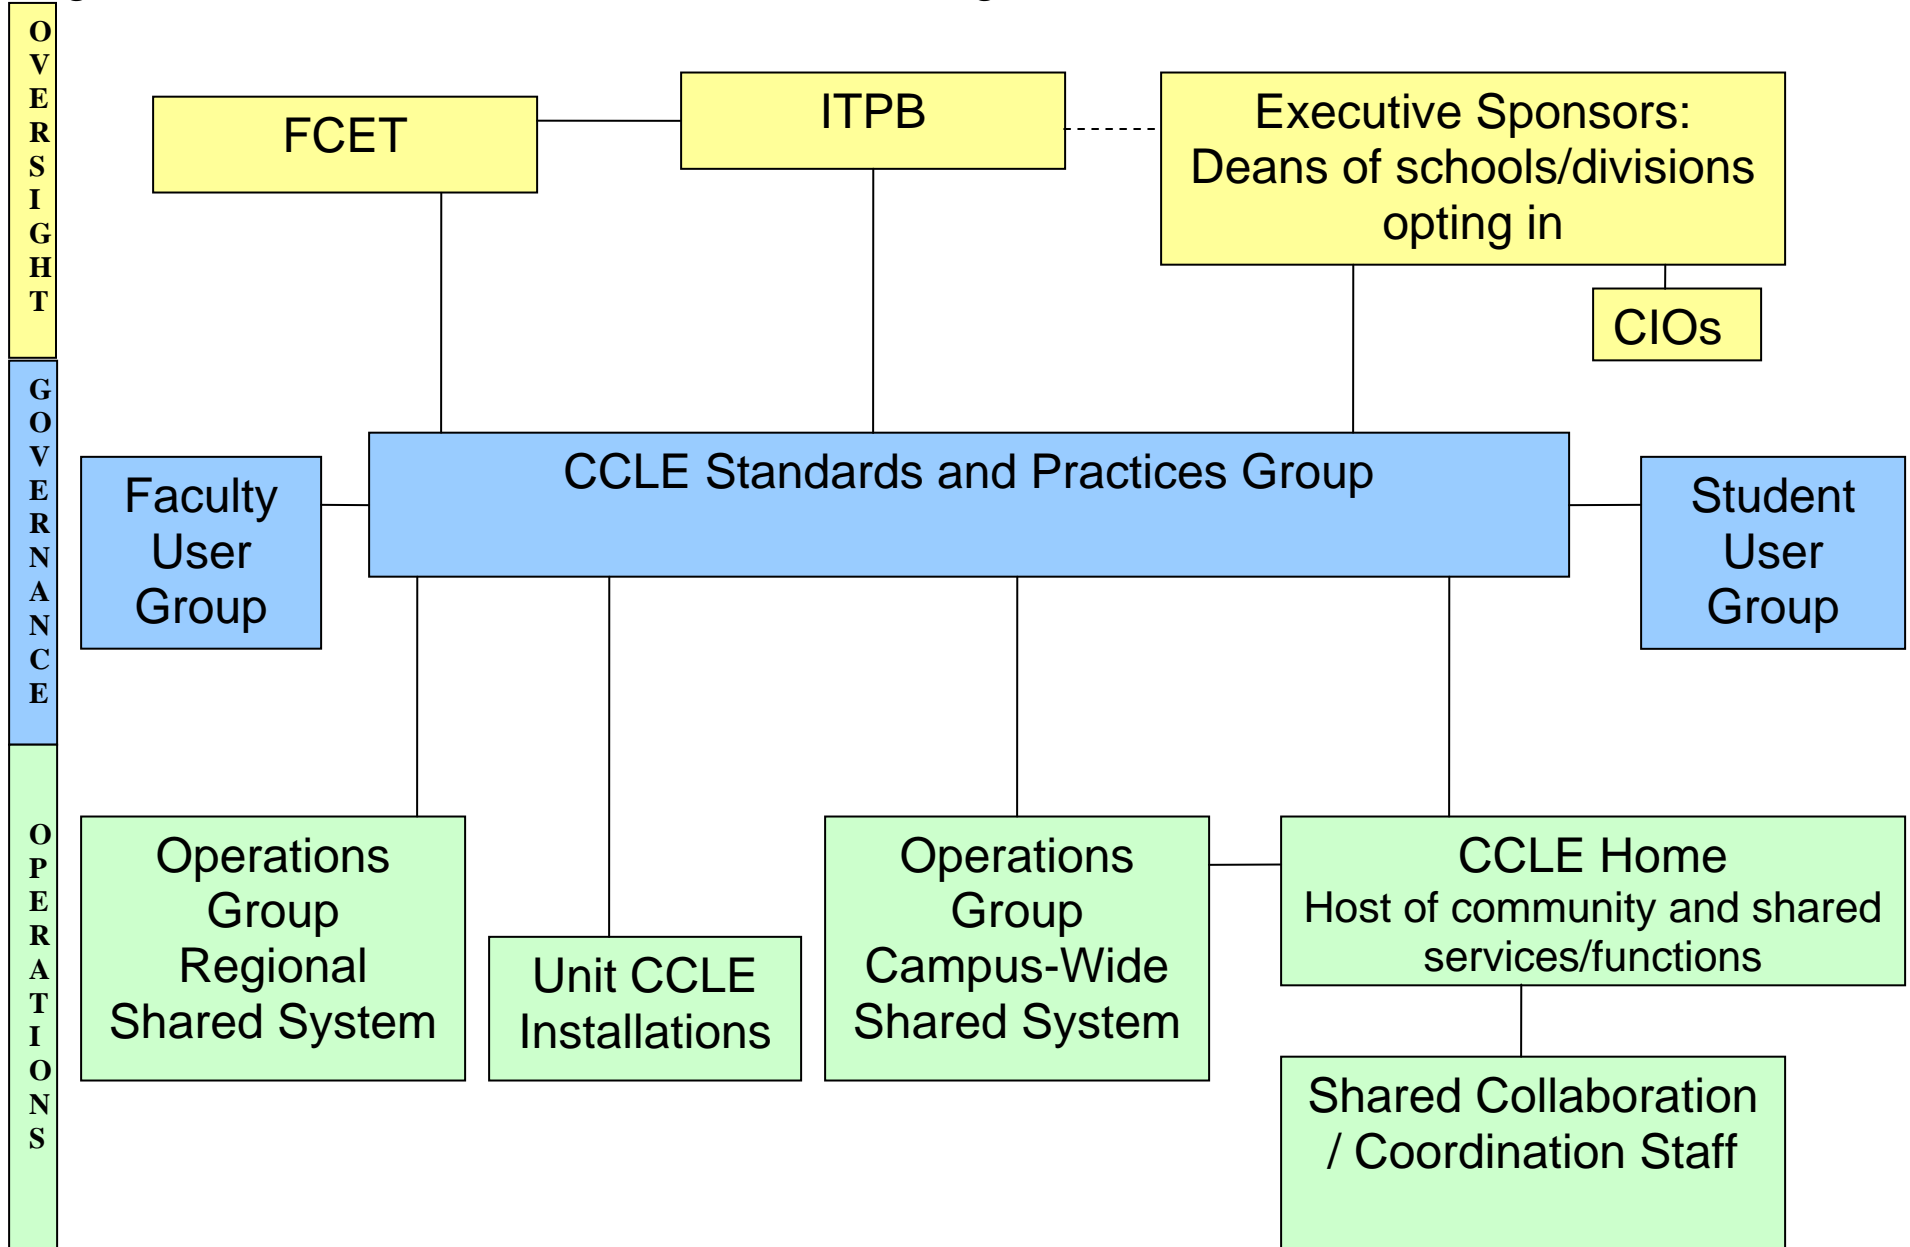 OVERSIGHT
FCET
ITPB
Executive Sponsors:
Deans of schools/divisions
opting in
CIOs
GOVERNANCE
CCLE Standards and Practices Group
Faculty
User
Group
Student
User
Group
OPERATIONS
Operations
Group
Regional
Shared System
Unit CCLE
Installations
Operations
Group
Campus-Wide
Shared System
CCLE Home
Host of community and shared
services/functions
Shared Collaboration
/ Coordination Staff